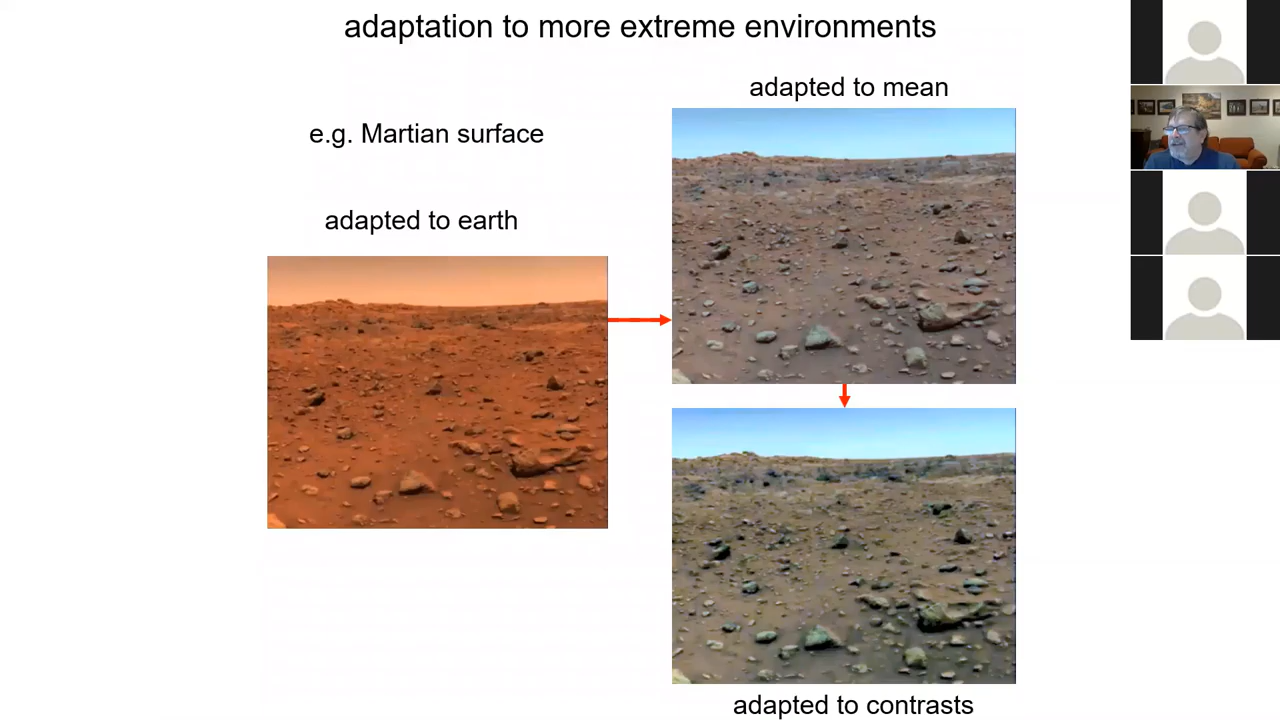 adaptation to more extreme environments
adapted to mean
e.g. Martian surface
adapted to earth
adapted to contrasts